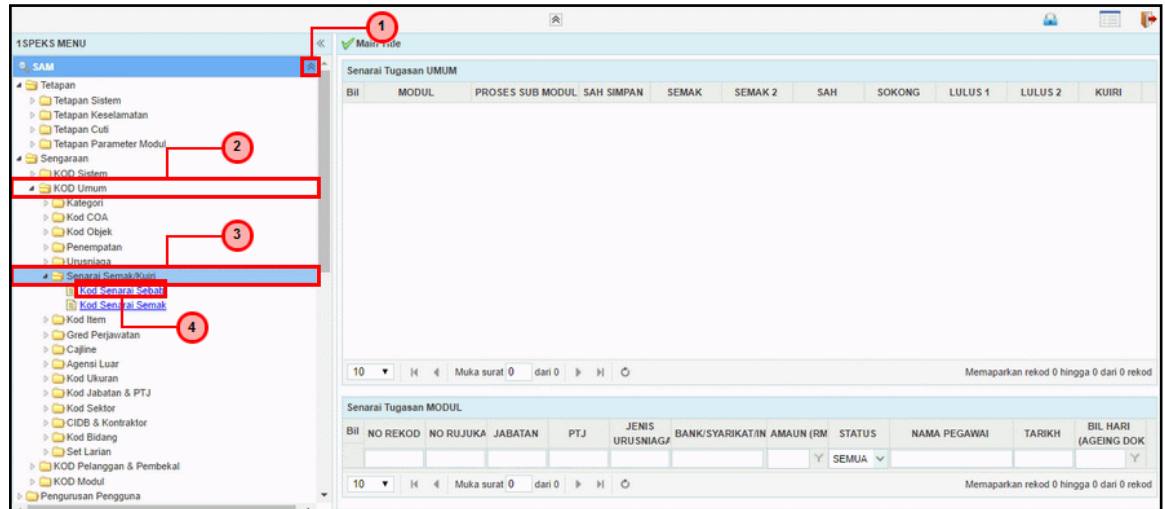 1
1SPEKS MENU
Main Title
SAM
Senarai Tugasan UMUM
Bil MODUL PROSES SUB MODUL SAH SIMPAN SEMAK SEMAK 2 SAH SOKONG LULUS 1 LULUS 2 KUIRI
Tetapan
Tetapan Sistem
Tetapan Keselamatan
Tetapan Cuti
Tetapan Parameter Modul
2
Sengaraan
KOD Sistem
KOD Umum
Kategori
Kod COA
Kod Objek
3
Penempatan
Urusniaga
Senarai Semak/Kuiri
Kod Senarai Sebab
Kod Senarai Semak
4
Kod Item
Gred Perjawatan
Cajline
Agensi Luar
Kod Ukuran
Kod Jabatan & PTJ
Kod Sektor
CIDB & Kontraktor
Kod Bidang
Set Larian
KOD Pelanggan & Pembekal
KOD Modul
Pengurusan Pengguna
10 Muka surat 0 dari 0 Memaparkan rekod 0 hingga 0 dari 0 rekod
Senarai Tugasan MODUL
Bil NO REKOD NO RUJUKA JABATAN PTJ JENIS URUSNIAGA BANK/SYARIKAT/IN AMAUN (RM STATUS NAMA PEGAWAI TARIKH BIL HARI (AGEING DOK
SEMUA
10 Muka surat 0 dari 0 Memaparkan rekod 0 hingga 0 dari 0 rekod